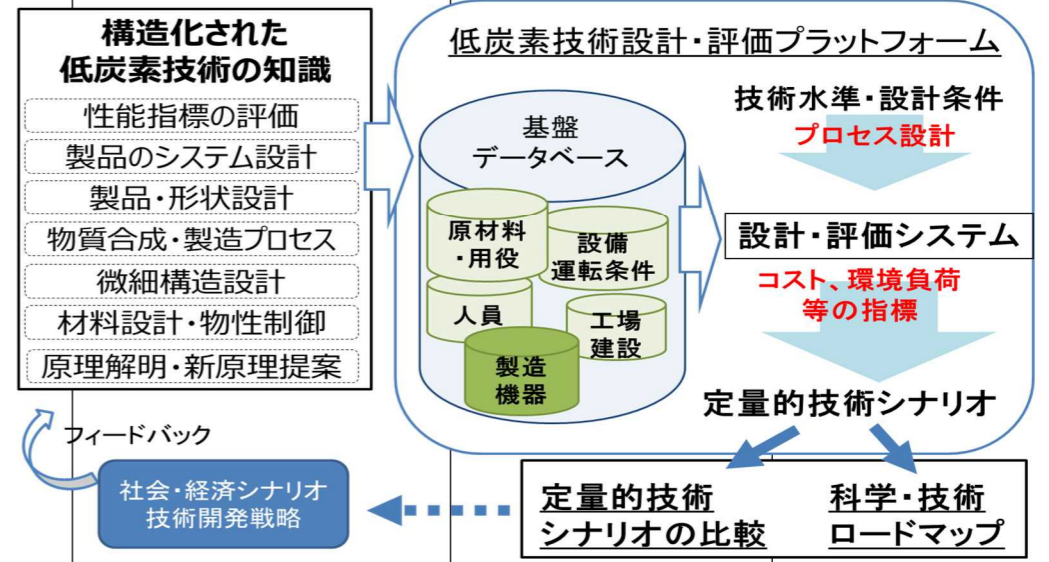 構造化された
低炭素技術の知識
性能指標の評価
製品のシステム設計
製品・形状設計
物質合成・製造プロセス
微細構造設計
材料設計・物性制御
原理解明・新原理提案
低炭素技術設計・評価プラットフォーム
基盤
データベース
原材料
・用役
設備
運転条件
人員
工場
建設
製造
機器
技術水準・設計条件
プロセス設計
設計・評価システム
コスト、環境負荷
等の指標
定量的技術シナリオ
フィードバック
社会・経済シナリオ
技術開発戦略
定量的技術
シナリオの比較
科学・技術
ロードマップ